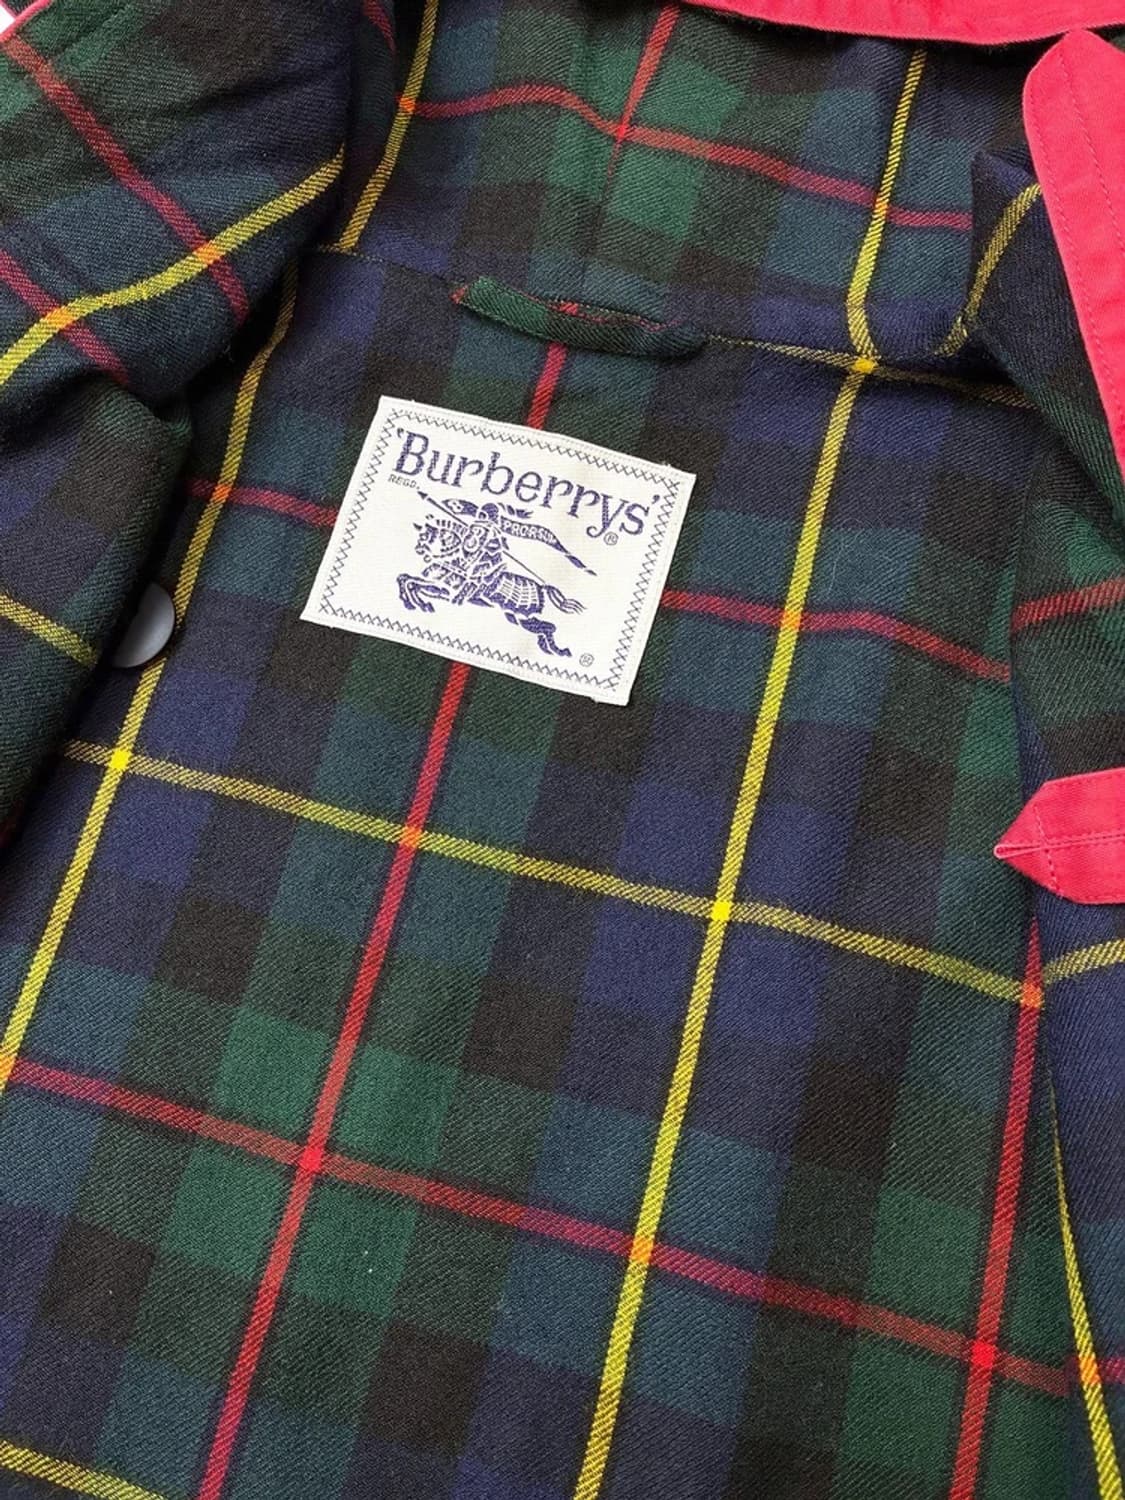 'Burberrys'
REGD.
®
PRORSUM
®